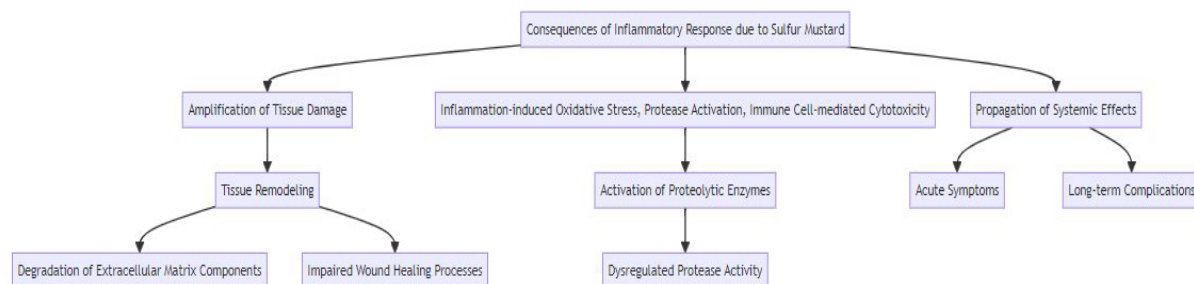 Consequences of Inflammatory Response due to Sulfur Mustard
Amplification of Tissue Damage
Inflammation-induced Oxidative Stress, Protease Activation, Immune Cell-mediated Cytotoxicity
Propagation of Systemic Effects
Tissue Remodeling
Activation of Proteolytic Enzymes
Acute Symptoms
Long-term Complications
Degradation of Extracellular Matrix Components
Impaired Wound Healing Processes
Dysregulated Protease Activity